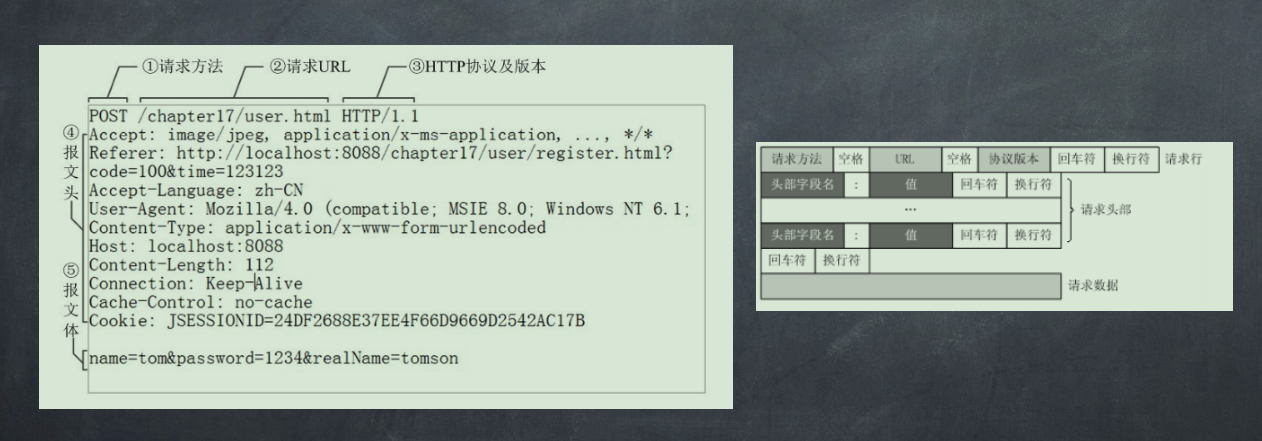 ①请求方法 ②请求URL ③HTTP协议及版本
POST /chapter17/user.html HTTP/1.1
Accept: image/jpeg, application/x-ms-application, ..., */*
Referer: http://localhost:8088/chapter17/user/register.html?
code=100&time=123123
Accept-Language: zh-CN
User-Agent: Mozilla/4.0 (compatible; MSIE 8.0; Windows NT 6.1;
Content-Type: application/x-www-form-urlencoded
Host: localhost:8088
Content-Length: 112
Connection: Keep-Alive
Cache-Control: no-cache
Cookie: JSESSIONID=24DF2688E37EE4F66D9669D2542AC17B
name=tom&password=1234&realName=tomson
④报文头
⑤报文体
请求方法 空格 URL 空格 协议版本 回车符 换行符 请求行
头部字段名 : 值 回车符 换行符
... 请求头部
头部字段名 : 值 回车符 换行符
回车符 换行符
请求数据